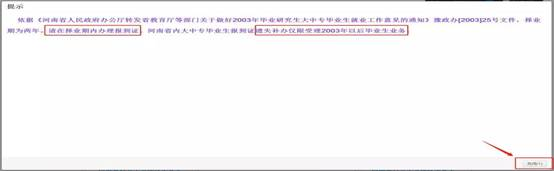 提示
依据《河南省人民政府办公厅转发省教育厅等部门关于做好2003年毕业研究生大中专毕业生就业工作意见的通知》豫政办[2003]25号文件，择业
期为两年，请在择业期内办理报到证，河南省内大中专毕业生报到证遗失补办仅限受理2003年以后毕业生业务